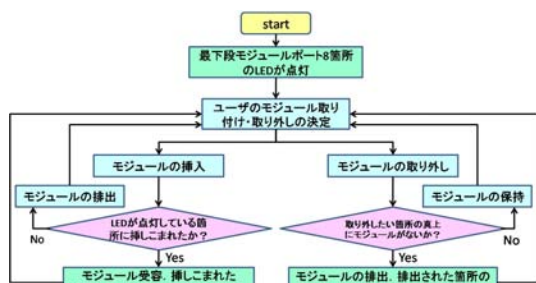 start
最下段モジュールポート8箇所
のLEDが点灯
ユーザのモジュール取り
付け・取り外しの決定
モジュールの挿入
モジュールの取り外し
モジュールの排出
モジュールの保持
LEDが点灯している箇
所に挿しこまれたか？
取り外したい箇所の真上
にモジュールがないか？
No
No
Yes
Yes
モジュール受容．挿しこまれた
モジュールの排出．排出された箇所の